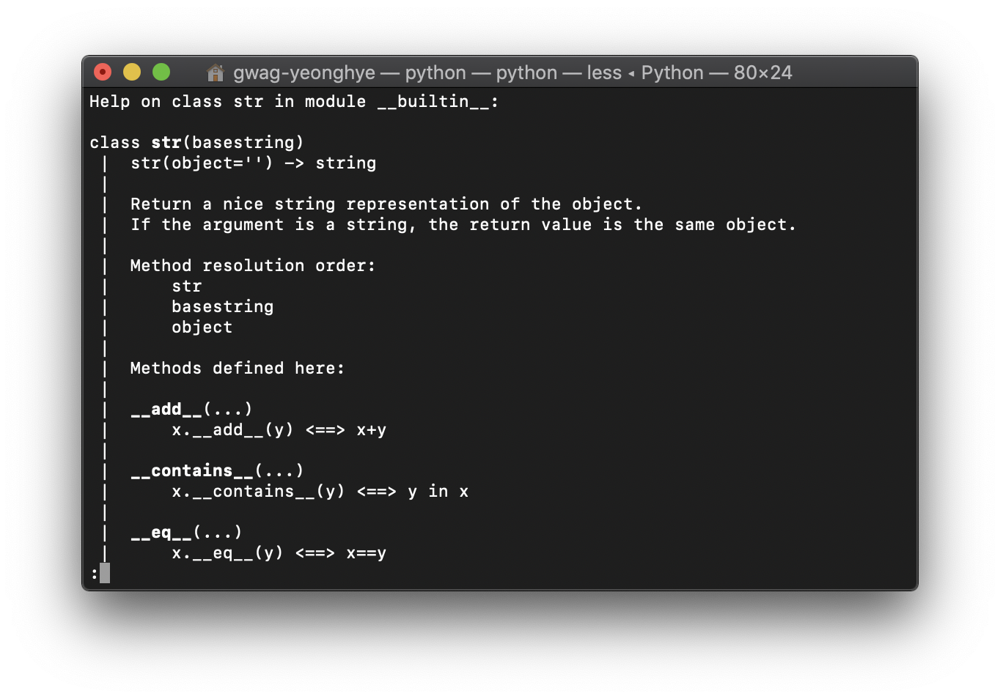 gwag-yeonghye — python — python — less ◂ Python — 80×24
Help on class str in module __builtin__:

class str(basestring)
 |  str(object='') -> string
 |
 |  Return a nice string representation of the object.
 |  If the argument is a string, the return value is the same object.
 |
 |  Method resolution order:
 |      str
 |      basestring
 |      object
 |
 |  Methods defined here:
 |
 |  __add__(...)
 |      x.__add__(y) <==> x+y
 |
 |  __contains__(...)
 |      x.__contains__(y) <==> y in x
 |
 |  __eq__(...)
 |      x.__eq__(y) <==> x==y
: